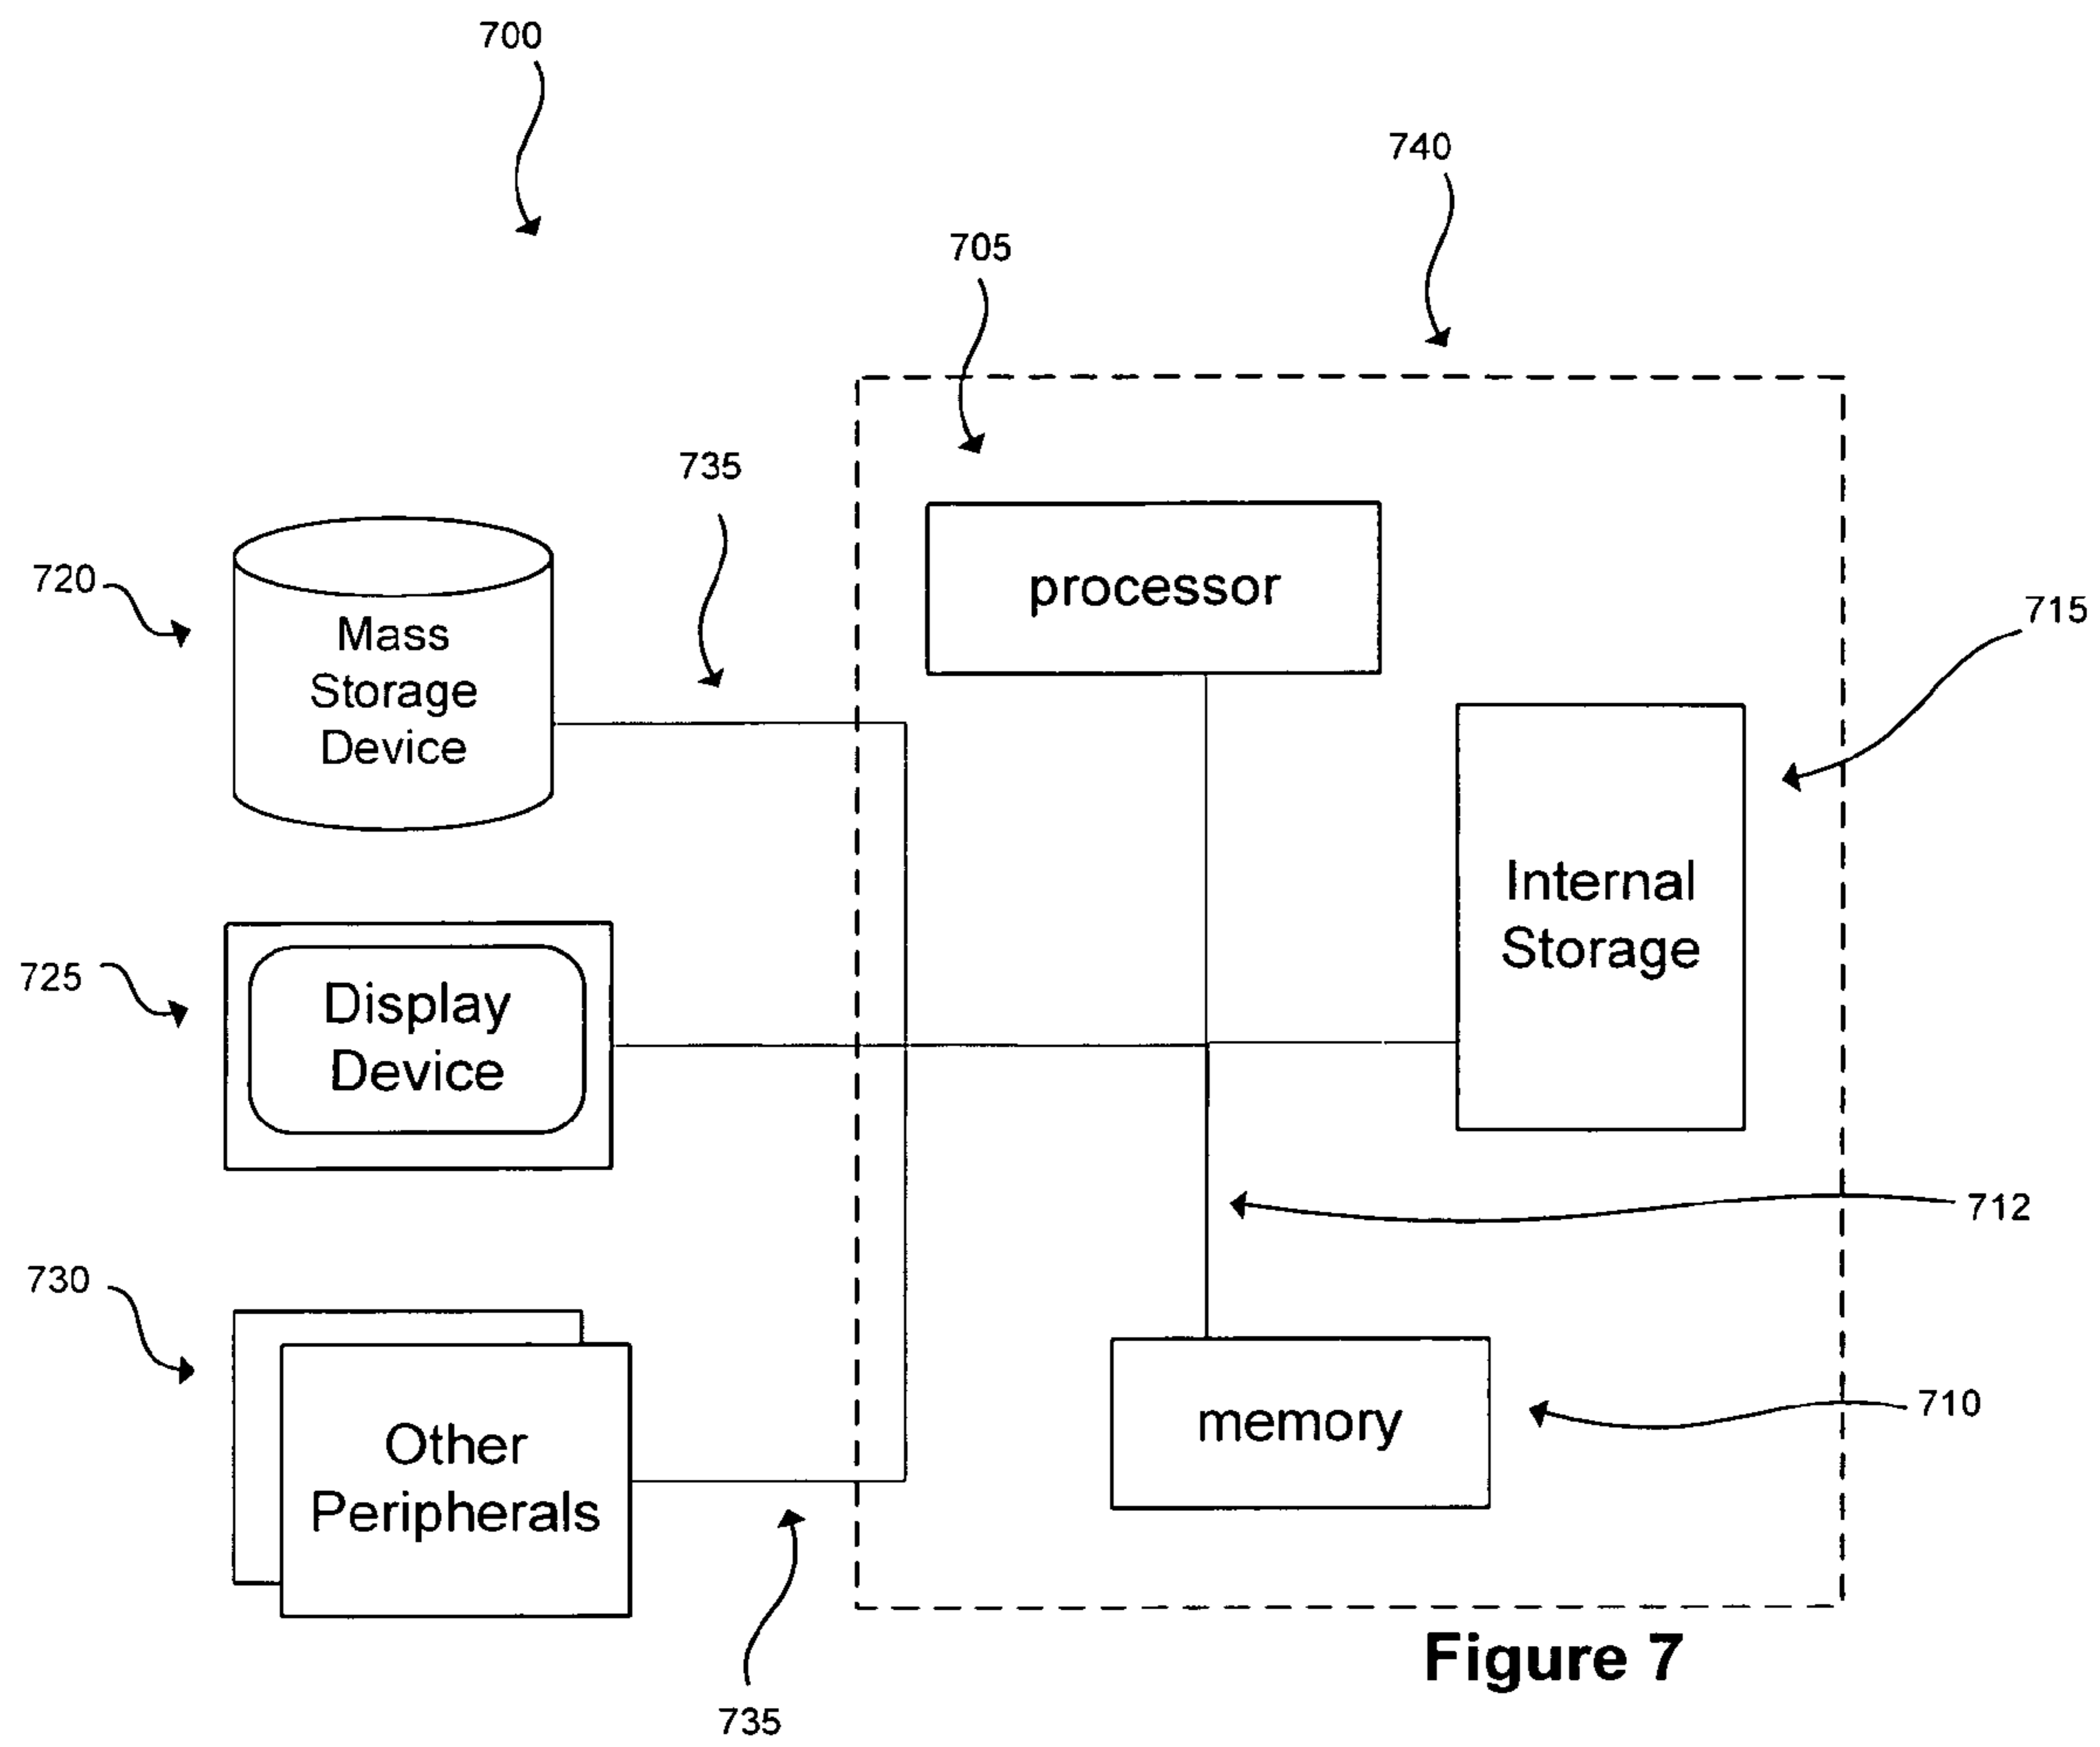 700
740
705
735
720
Mass
Storage
Device
processor
715
Internal
Storage
725
Display
Device
712
730
Other
Peripherals
memory
710
735
Figure 7